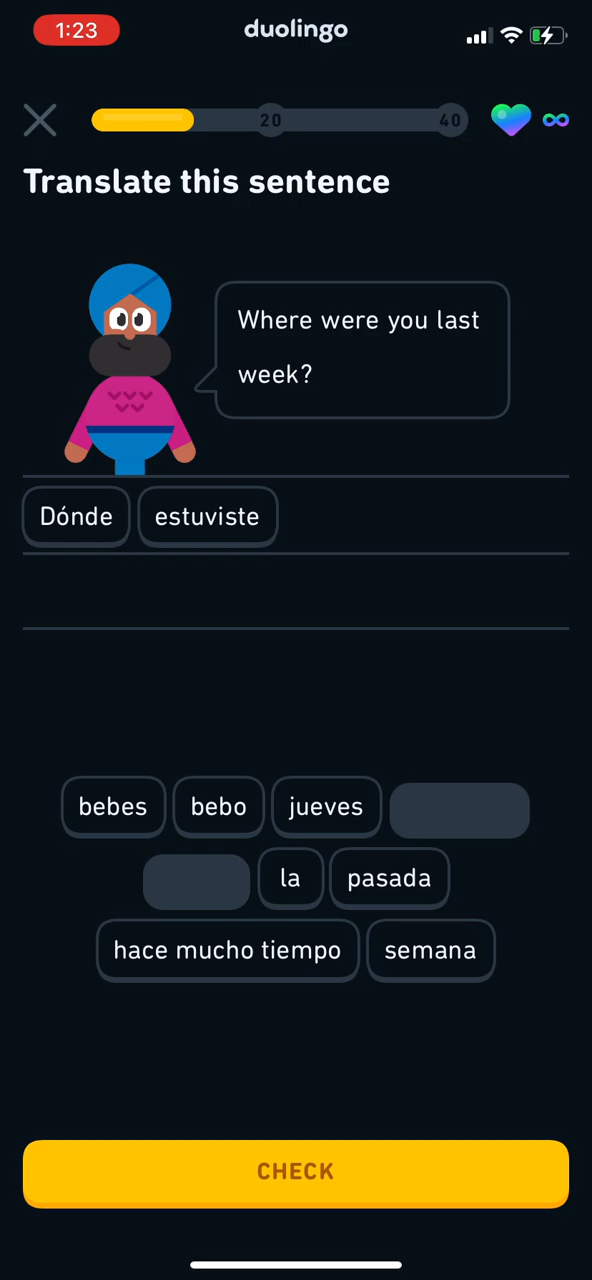 1:23
duolingo
20
40
Translate this sentence
Where were you last
week?
Dónde estuviste
bebes bebo jueves
la pasada
hace mucho tiempo semana
CHECK